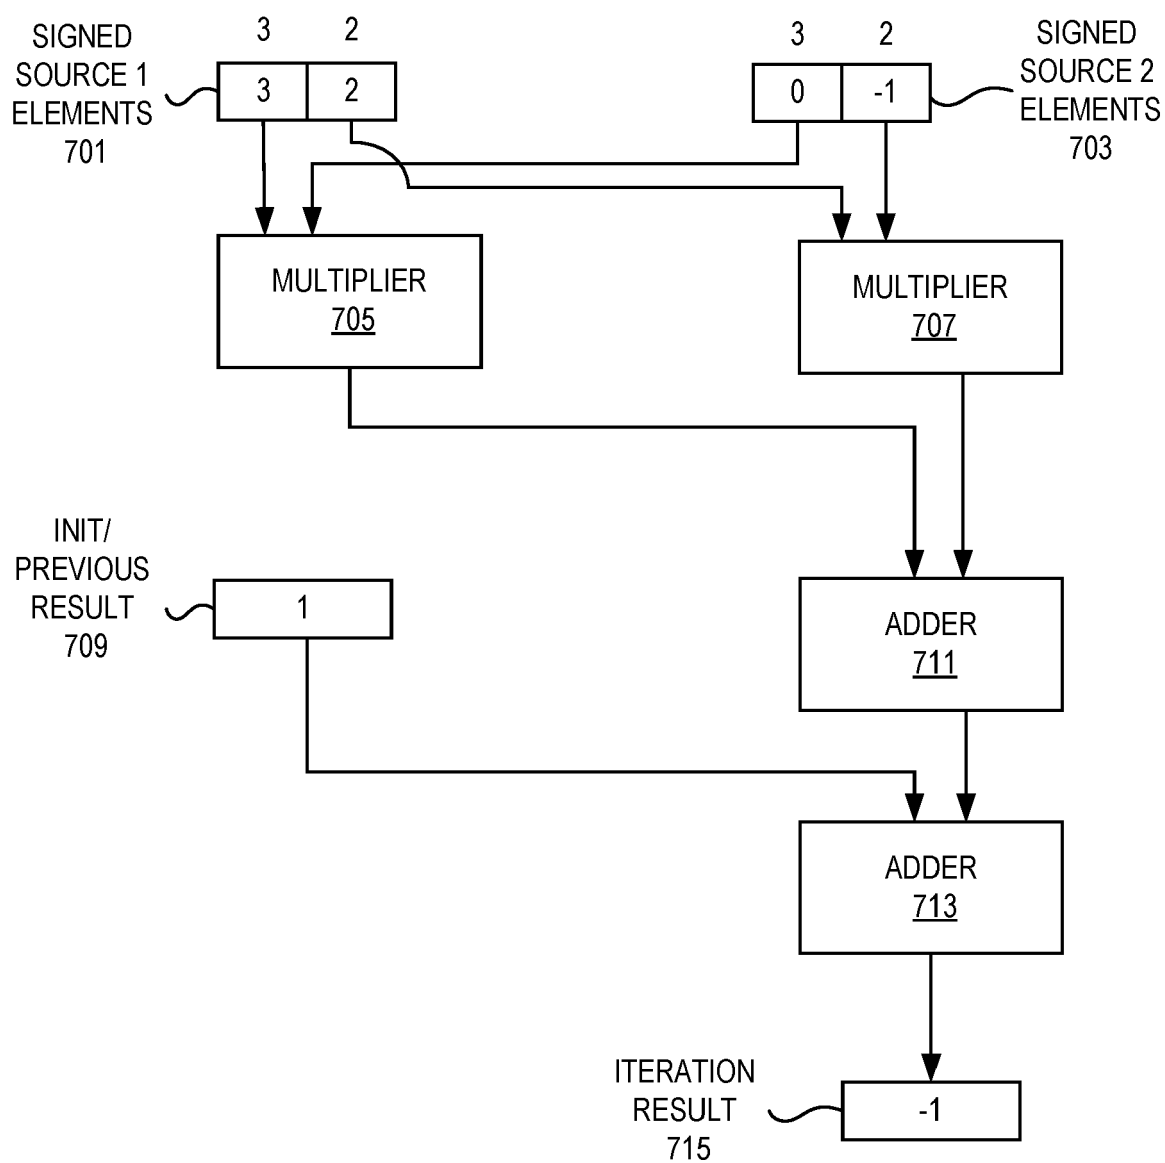 3 2
SIGNED
SOURCE 1
ELEMENTS
701
3 2
3 2
SIGNED
SOURCE 2
ELEMENTS
703
0 -1
MULTIPLIER
705
MULTIPLIER
707
INIT/
PREVIOUS
RESULT
709
1
ADDER
711
ADDER
713
ITERATION
RESULT
715
-1